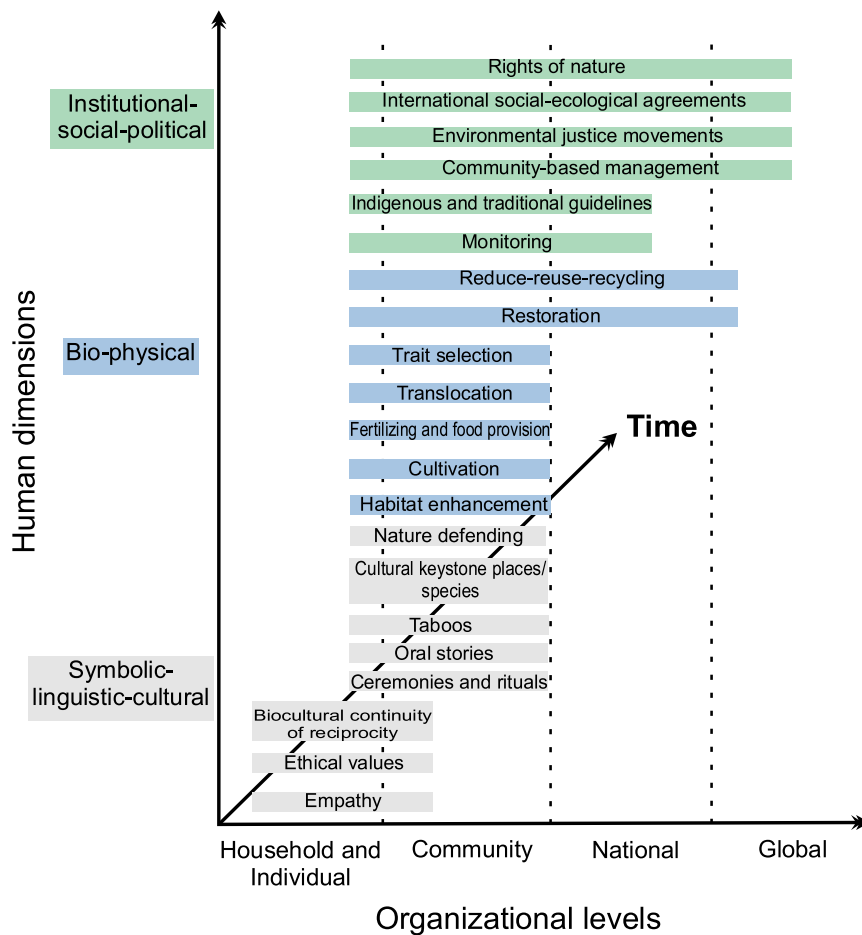 Human dimensions
Institutional-
social-political
Bio-physical
Symbolic-
linguistic-cultural
Rights of nature
International social-ecological agreements
Environmental justice movements
Community-based management
Indigenous and traditional guidelines
Monitoring
Reduce-reuse-recycling
Restoration
Trait selection
Translocation
Fertilizing and food provision
Cultivation
Habitat enhancement
Nature defending
Cultural keystone places/
species
Taboos
Oral stories
Ceremonies and rituals
Biocultural continuity
of reciprocity
Ethical values
Empathy
Time
Household and
Individual
Community
National
Global
Organizational levels